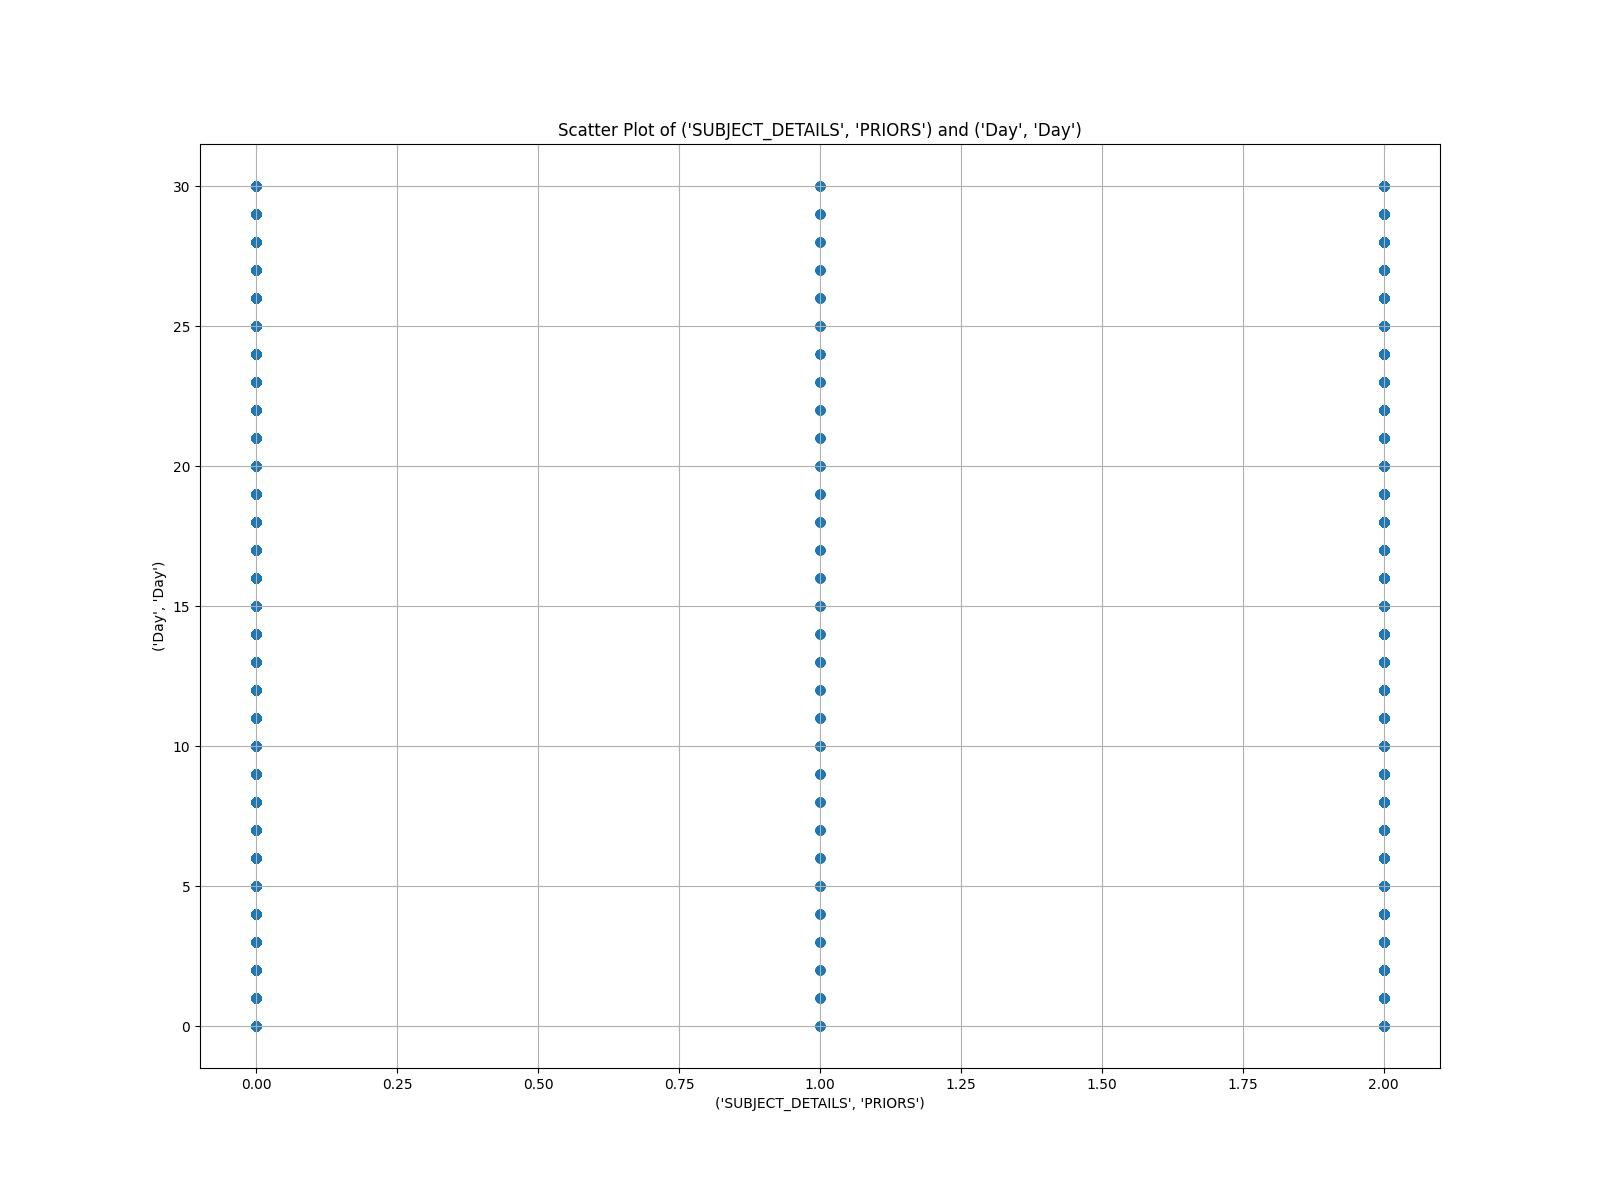 Scatter Plot of ('SUBJECT_DETAILS', 'PRIORS') and ('Day', 'Day')
30
25
20
15
10
5
0
('Day', 'Day')
0.00 0.25 0.50 0.75 1.00 1.25 1.50 1.75 2.00
('SUBJECT_DETAILS', 'PRIORS')